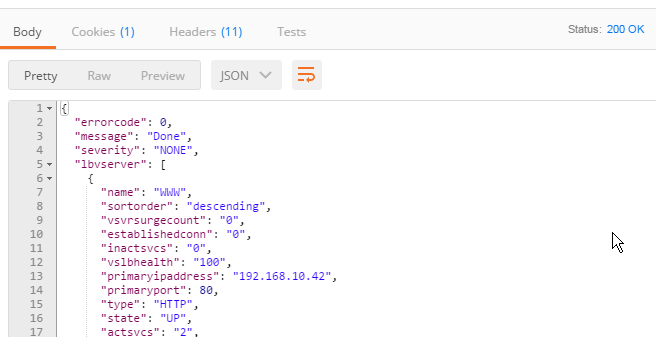 Body Cookies (1) Headers (11) Tests Status: 200 OK
Pretty Raw Preview JSON
1 {
2 "errorcode": 0,
3 "message": "Done",
4 "severity": "NONE",
5 "lbvserver": [
6 {
7 "name": "WWW",
8 "sortorder": "descending",
9 "vsvrsurgecount": "0",
10 "establishedconn": "0",
11 "inactsvcs": "0",
12 "vslbhealth": "100",
13 "primaryipaddress": "192.168.10.42",
14 "primaryport": 80,
15 "type": "HTTP",
16 "state": "UP",
17 "actsvcs": "2",